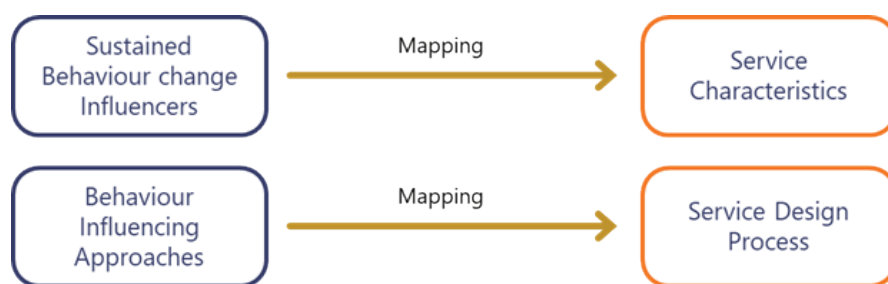 Sustained
Behaviour change
Influencers
Mapping
Service
Characteristics
Behaviour
Influencing
Approaches
Mapping
Service Design
Process